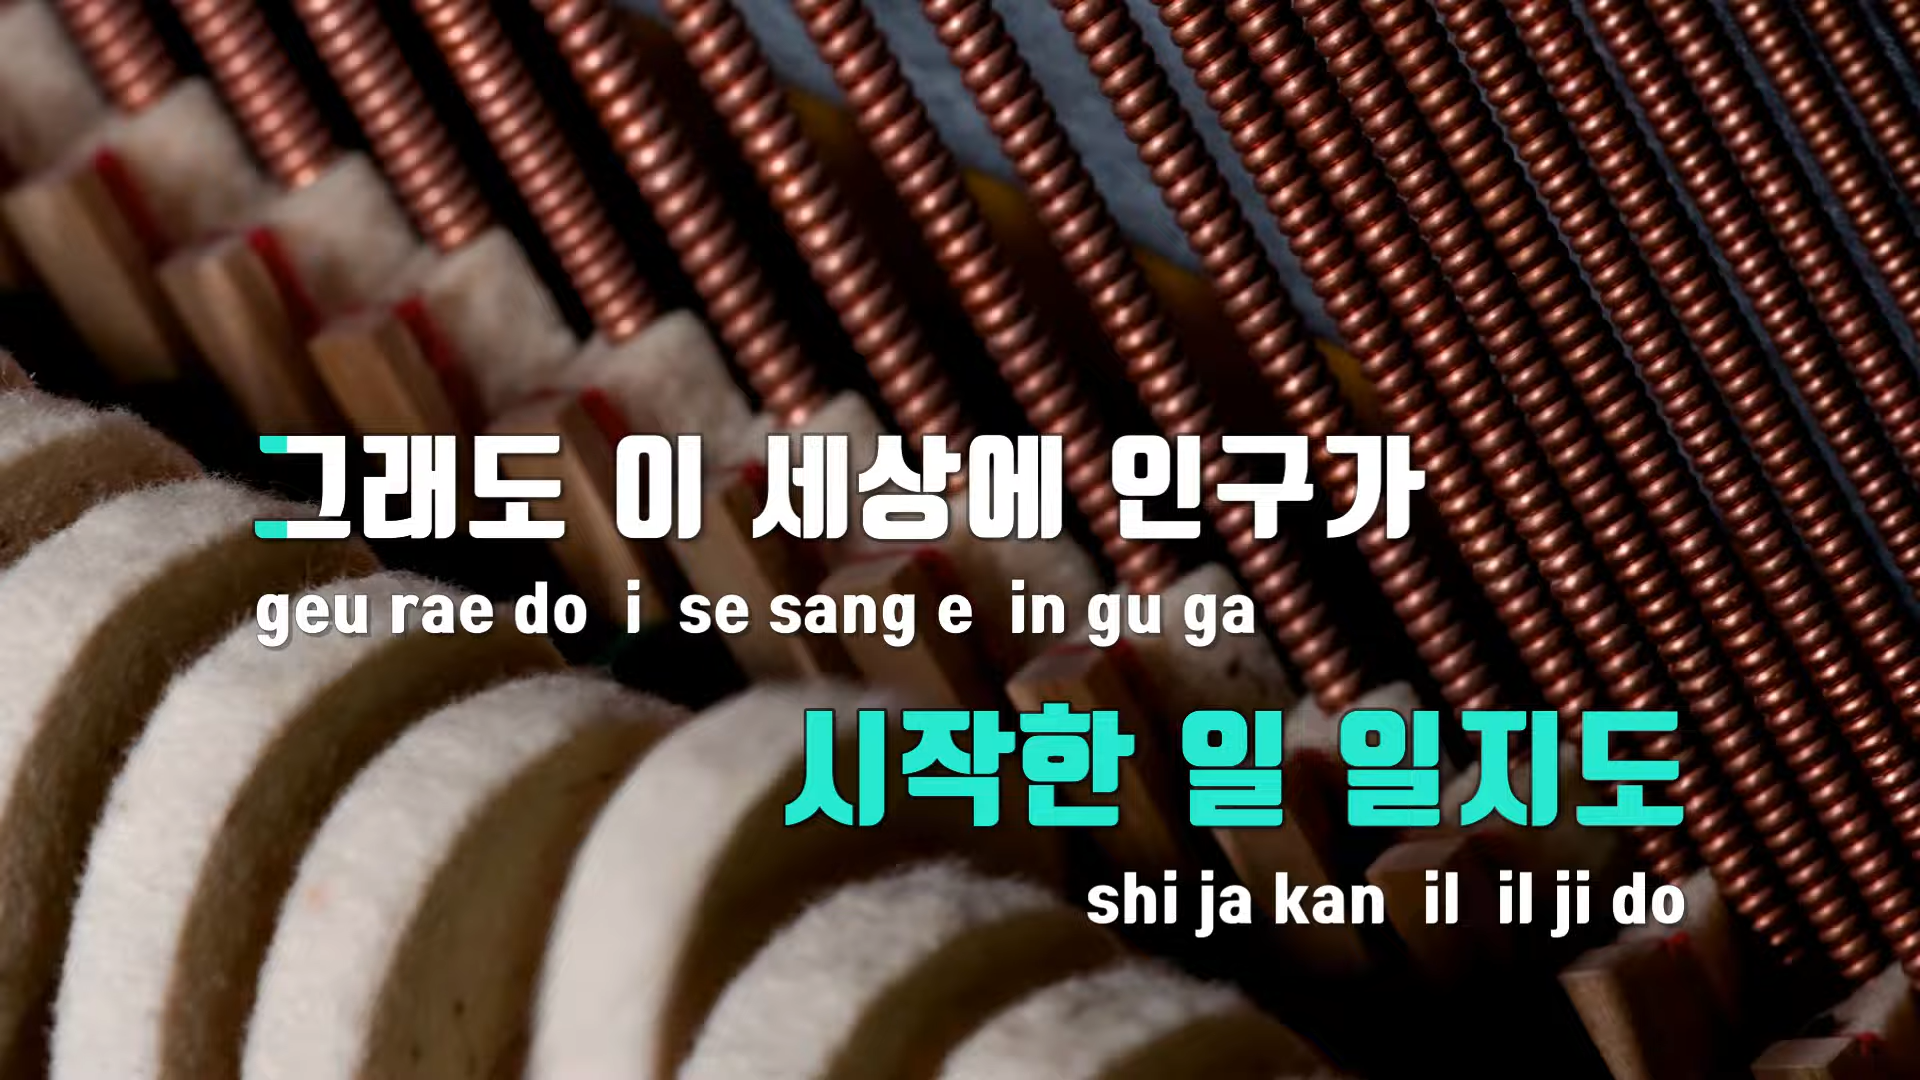 그래도 이 세상에 인구가
geu rae do i se sang e in gu ga
시작한 일 일지도
shi ja kan il il ji do